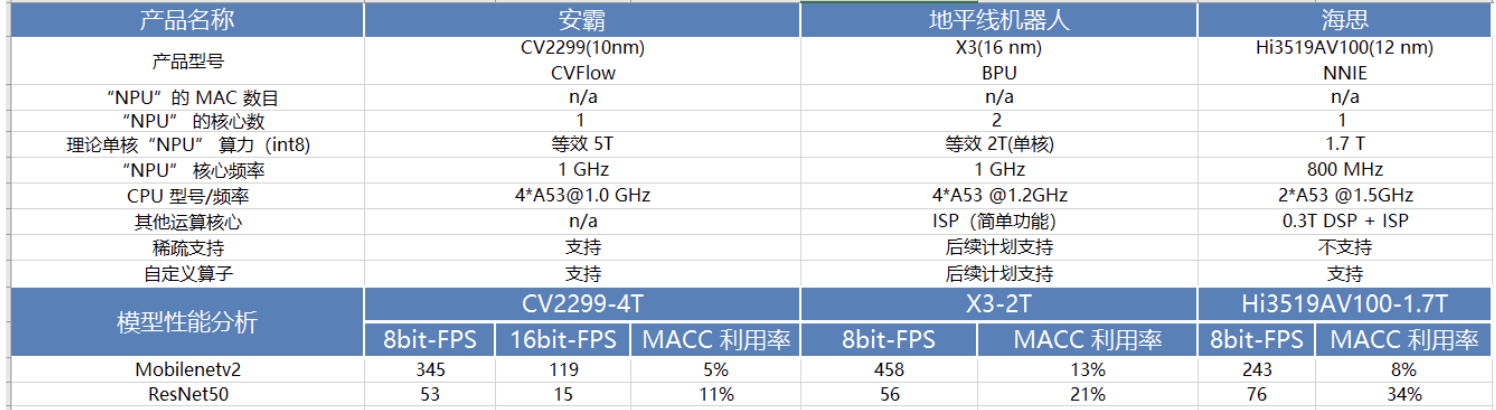 产品名称 安霸 地平线机器人 海思
产品型号 CV2299(10nm) X3(16 nm) Hi3519AV100(12 nm)
CVFlow BPU NNIE
“NPU”的 MAC 数目 n/a n/a n/a
“NPU” 的核心数 1 2 1
理论单核“NPU” 算力（int8) 等效 5T 等效 2T(单核) 1.7 T
“NPU” 核心频率 1 GHz 1 GHz 800 MHz
CPU 型号/频率 4*A53@1.0 GHz 4*A53 @1.2GHz 2*A53 @1.5GHz
其他运算核心 n/a ISP（简单功能） 0.3T DSP + ISP
稀疏支持 支持 后续计划支持 不支持
自定义算子 支持 后续计划支持 支持
模型性能分析 CV2299-4T X3-2T Hi3519AV100-1.7T
8bit-FPS 16bit-FPS MACC 利用率 8bit-FPS MACC 利用率 8bit-FPS MACC 利用率
Mobilenetv2 345 119 5% 458 13% 243 8%
ResNet50 53 15 11% 56 21% 76 34%